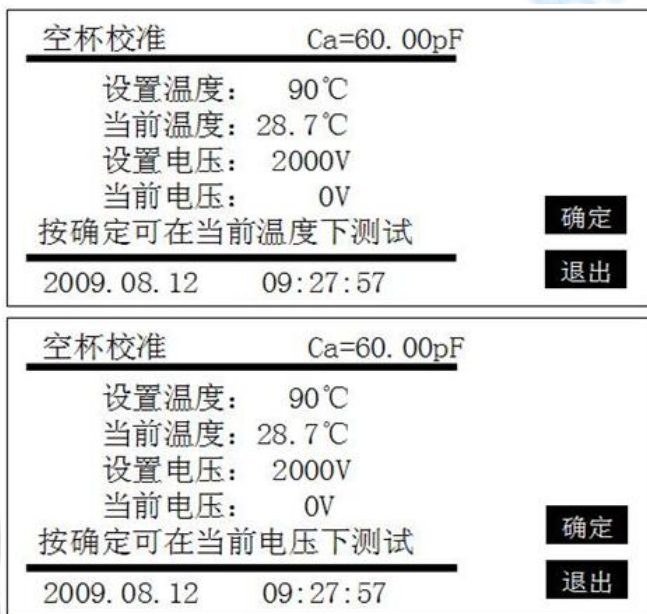 空杯校准 Ca=60.00pF
设置温度: 90℃
当前温度: 28.7℃
设置电压: 2000V
当前电压: 0V
按确定可在当前温度下测试
确定
退出
2009.08.12 09:27:57
空杯校准 Ca=60.00pF
设置温度: 90℃
当前温度: 28.7℃
设置电压: 2000V
当前电压: 0V
按确定可在当前电压下测试
确定
退出
2009.08.12 09:27:57